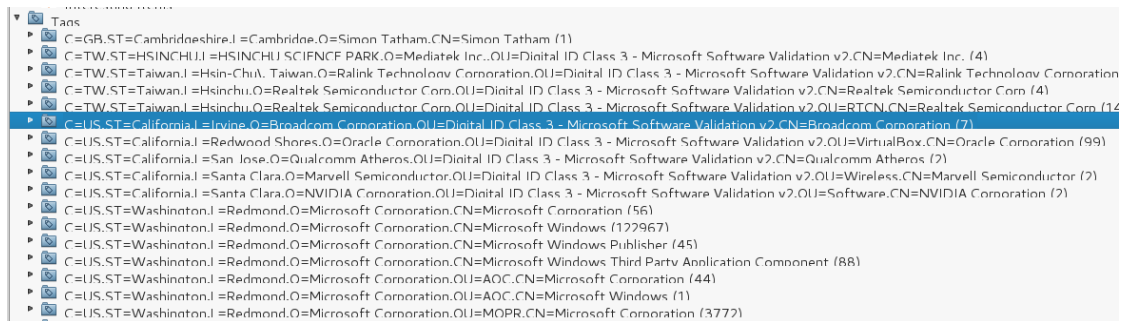 Tags
C=GB,ST=Cambridgeshire,L=Cambridge,O=Simon Tatham,CN=Simon Tatham (1)
C=TW,ST=HSINCHU,L=HSINCHU SCIENCE PARK,O=Mediatek Inc.,OU=Digital ID Class 3 - Microsoft Software Validation v2,CN=Mediatek Inc. (4)
C=TW,ST=Taiwan,L=Hsin-Chu\, Taiwan,O=Ralink Technology Corporation,OU=Digital ID Class 3 - Microsoft Software Validation v2,CN=Ralink Technology Corporation
C=TW,ST=Taiwan,L=Hsinchu,O=Realtek Semiconductor Corp,OU=Digital ID Class 3 - Microsoft Software Validation v2,CN=Realtek Semiconductor Corp (4)
C=TW,ST=Taiwan,L=Hsinchu,O=Realtek Semiconductor Corp,OU=Digital ID Class 3 - Microsoft Software Validation v2,OU=RTCN,CN=Realtek Semiconductor Corp (14
C=US,ST=California,L=Irvine,O=Broadcom Corporation,OU=Digital ID Class 3 - Microsoft Software Validation v2,CN=Broadcom Corporation (7)
C=US,ST=California,L=Redwood Shores,O=Oracle Corporation,OU=Digital ID Class 3 - Microsoft Software Validation v2,OU=VirtualBox,CN=Oracle Corporation (99)
C=US,ST=California,L=San Jose,O=Qualcomm Atheros,OU=Digital ID Class 3 - Microsoft Software Validation v2,CN=Qualcomm Atheros (2)
C=US,ST=California,L=Santa Clara,O=Marvell Semiconductor,OU=Digital ID Class 3 - Microsoft Software Validation v2,OU=Wireless,CN=Marvell Semiconductor (2)
C=US,ST=California,L=Santa Clara,O=NVIDIA Corporation,OU=Digital ID Class 3 - Microsoft Software Validation v2,OU=Software,CN=NVIDIA Corporation (2)
C=US,ST=Washington,L=Redmond,O=Microsoft Corporation,CN=Microsoft Corporation (56)
C=US,ST=Washington,L=Redmond,O=Microsoft Corporation,CN=Microsoft Windows (122967)
C=US,ST=Washington,L=Redmond,O=Microsoft Corporation,CN=Microsoft Windows Publisher (45)
C=US,ST=Washington,L=Redmond,O=Microsoft Corporation,CN=Microsoft Windows Third Party Application Component (88)
C=US,ST=Washington,L=Redmond,O=Microsoft Corporation,OU=AOC,CN=Microsoft Corporation (44)
C=US,ST=Washington,L=Redmond,O=Microsoft Corporation,OU=AOC,CN=Microsoft Windows (1)
C=US,ST=Washington,L=Redmond,O=Microsoft Corporation,OU=MOPR,CN=Microsoft Corporation (3772)